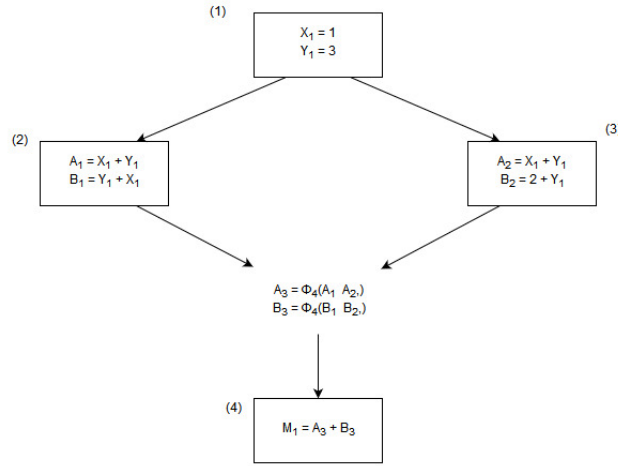 (1)
X₁ = 1
Y₁ = 3
(2)
A₁ = X₁ + Y₁
B₁ = Y₁ + X₁
(3
A₂ = X₁ + Y₁
B₂ = 2 + Y₁
A₃ = Φ₄(A₁ A₂,)
B₃ = Φ₄(B₁ B₂,)
(4)
M₁ = A₃ + B₃